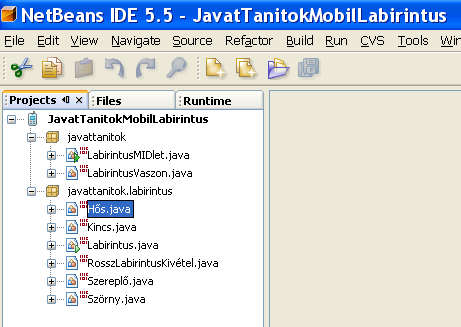 NetBeans IDE 5.5 - JavatTanitokMobilLabirintus
File Edit View Navigate Source Refactor Build Run CVS Tools Win
Projects Files Runtime
JavatTanitokMobilLabirintus
javattanitok
LabirintusMIDlet.java
LabirintusVaszon.java
javattanitok.labirintus
Hős.java
Kincs.java
Labirintus.java
RosszLabirintusKivétel.java
Szereplő.java
Szörny.java